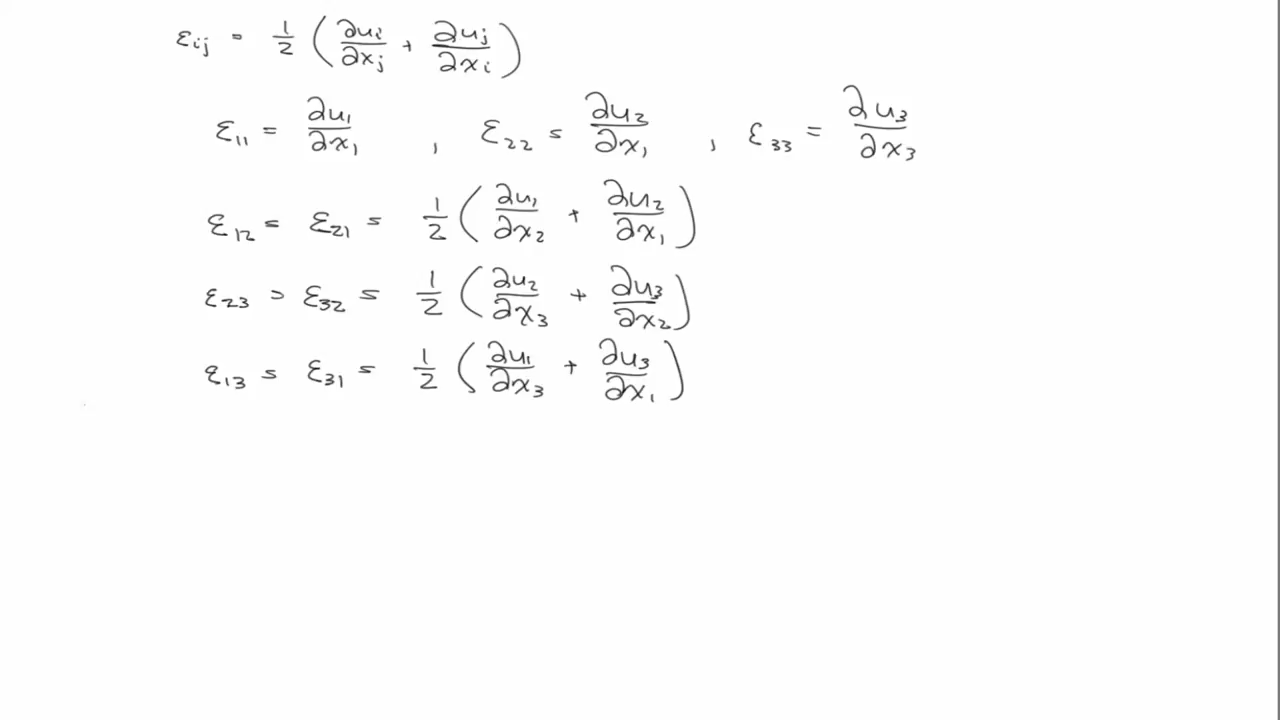 εij = 1/2 (∂ui/∂xj + ∂uj/∂xi)
ε11 = ∂u1/∂x1 , ε22 = ∂u2/∂x1 , ε33 = ∂u3/∂x3
ε12 = ε21 = 1/2 (∂u1/∂x2 + ∂u2/∂x1)
ε23 = ε32 = 1/2 (∂u2/∂x3 + ∂u3/∂x2)
ε13 = ε31 = 1/2 (∂u1/∂x3 + ∂u3/∂x1)